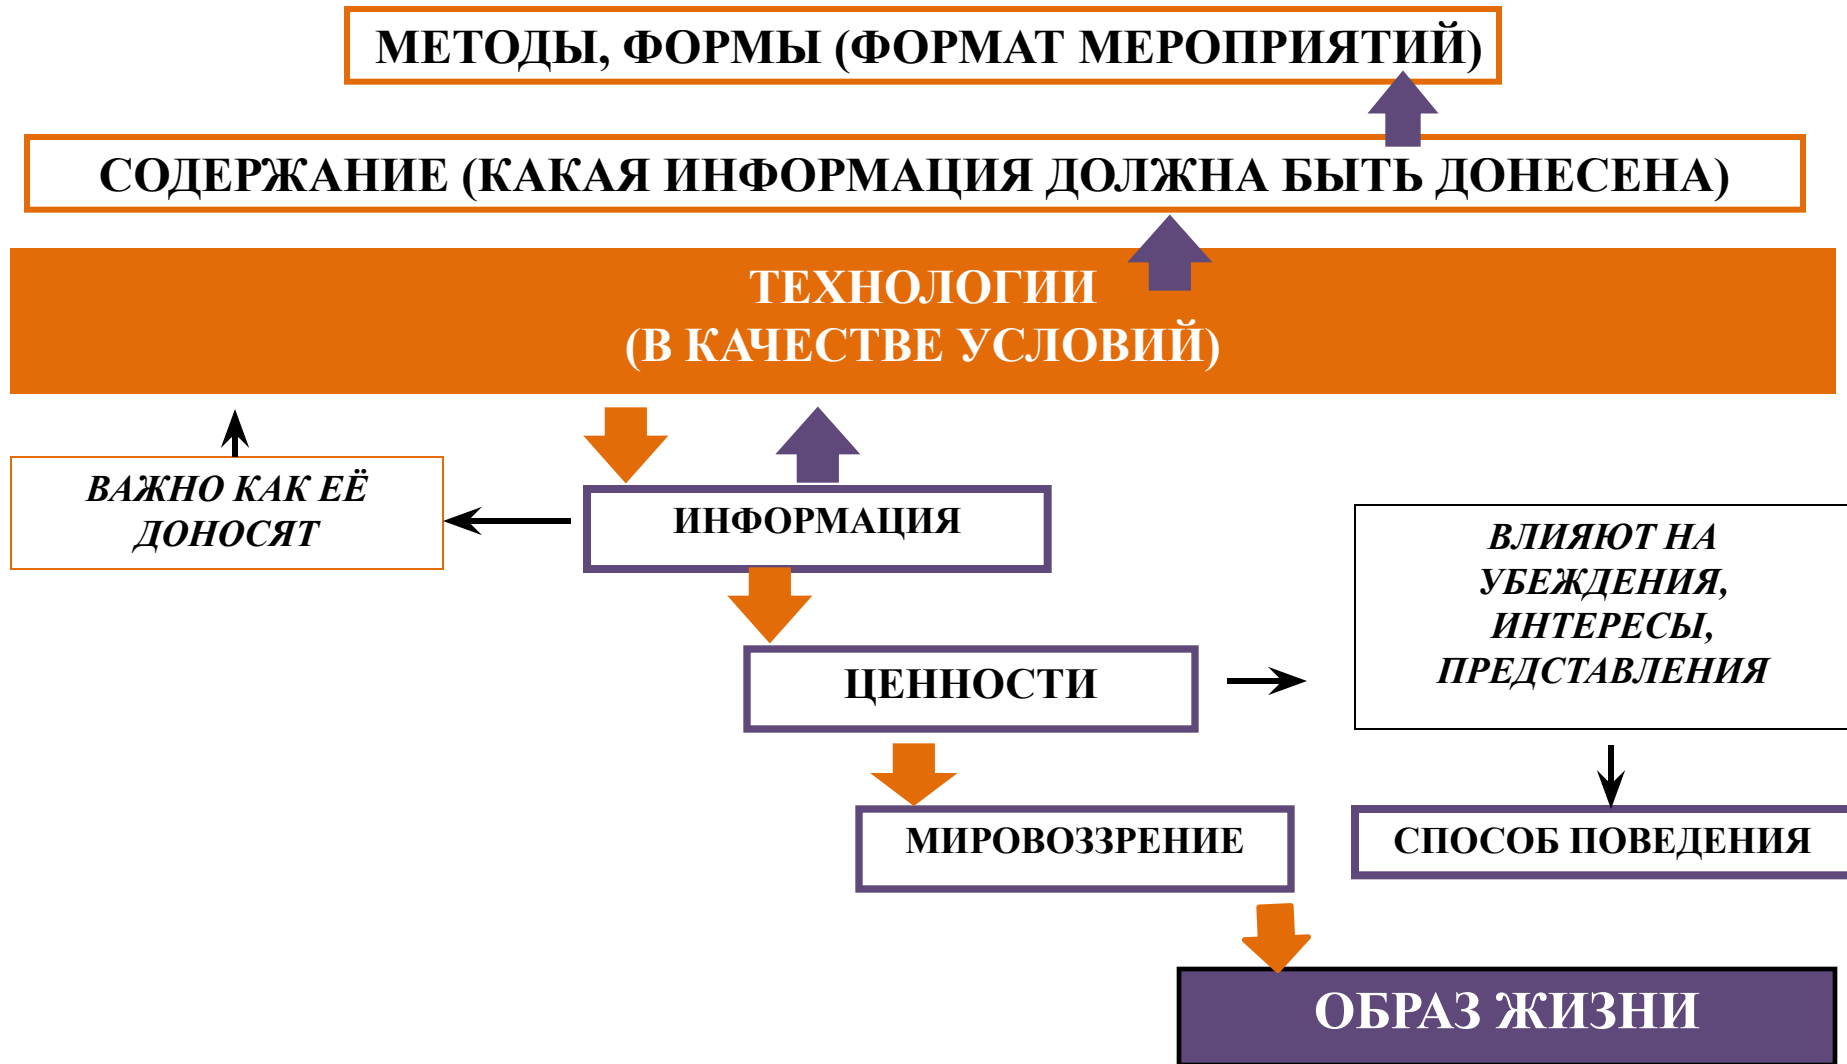 МЕТОДЫ, ФОРМЫ (ФОРМАТ МЕРОПРИЯТИЙ)
СОДЕРЖАНИЕ (КАКАЯ ИНФОРМАЦИЯ ДОЛЖНА БЫТЬ ДОНЕСЕНА)
ТЕХНОЛОГИИ
(В КАЧЕСТВЕ УСЛОВИЙ)
ВАЖНО КАК ЕЁ
ДОНОСЯТ
ИНФОРМАЦИЯ
ВЛИЯЮТ НА
УБЕЖДЕНИЯ,
ИНТЕРЕСЫ,
ПРЕДСТАВЛЕНИЯ
ЦЕННОСТИ
МИРОВОЗЗРЕНИЕ
СПОСОБ ПОВЕДЕНИЯ
ОБРАЗ ЖИЗНИ